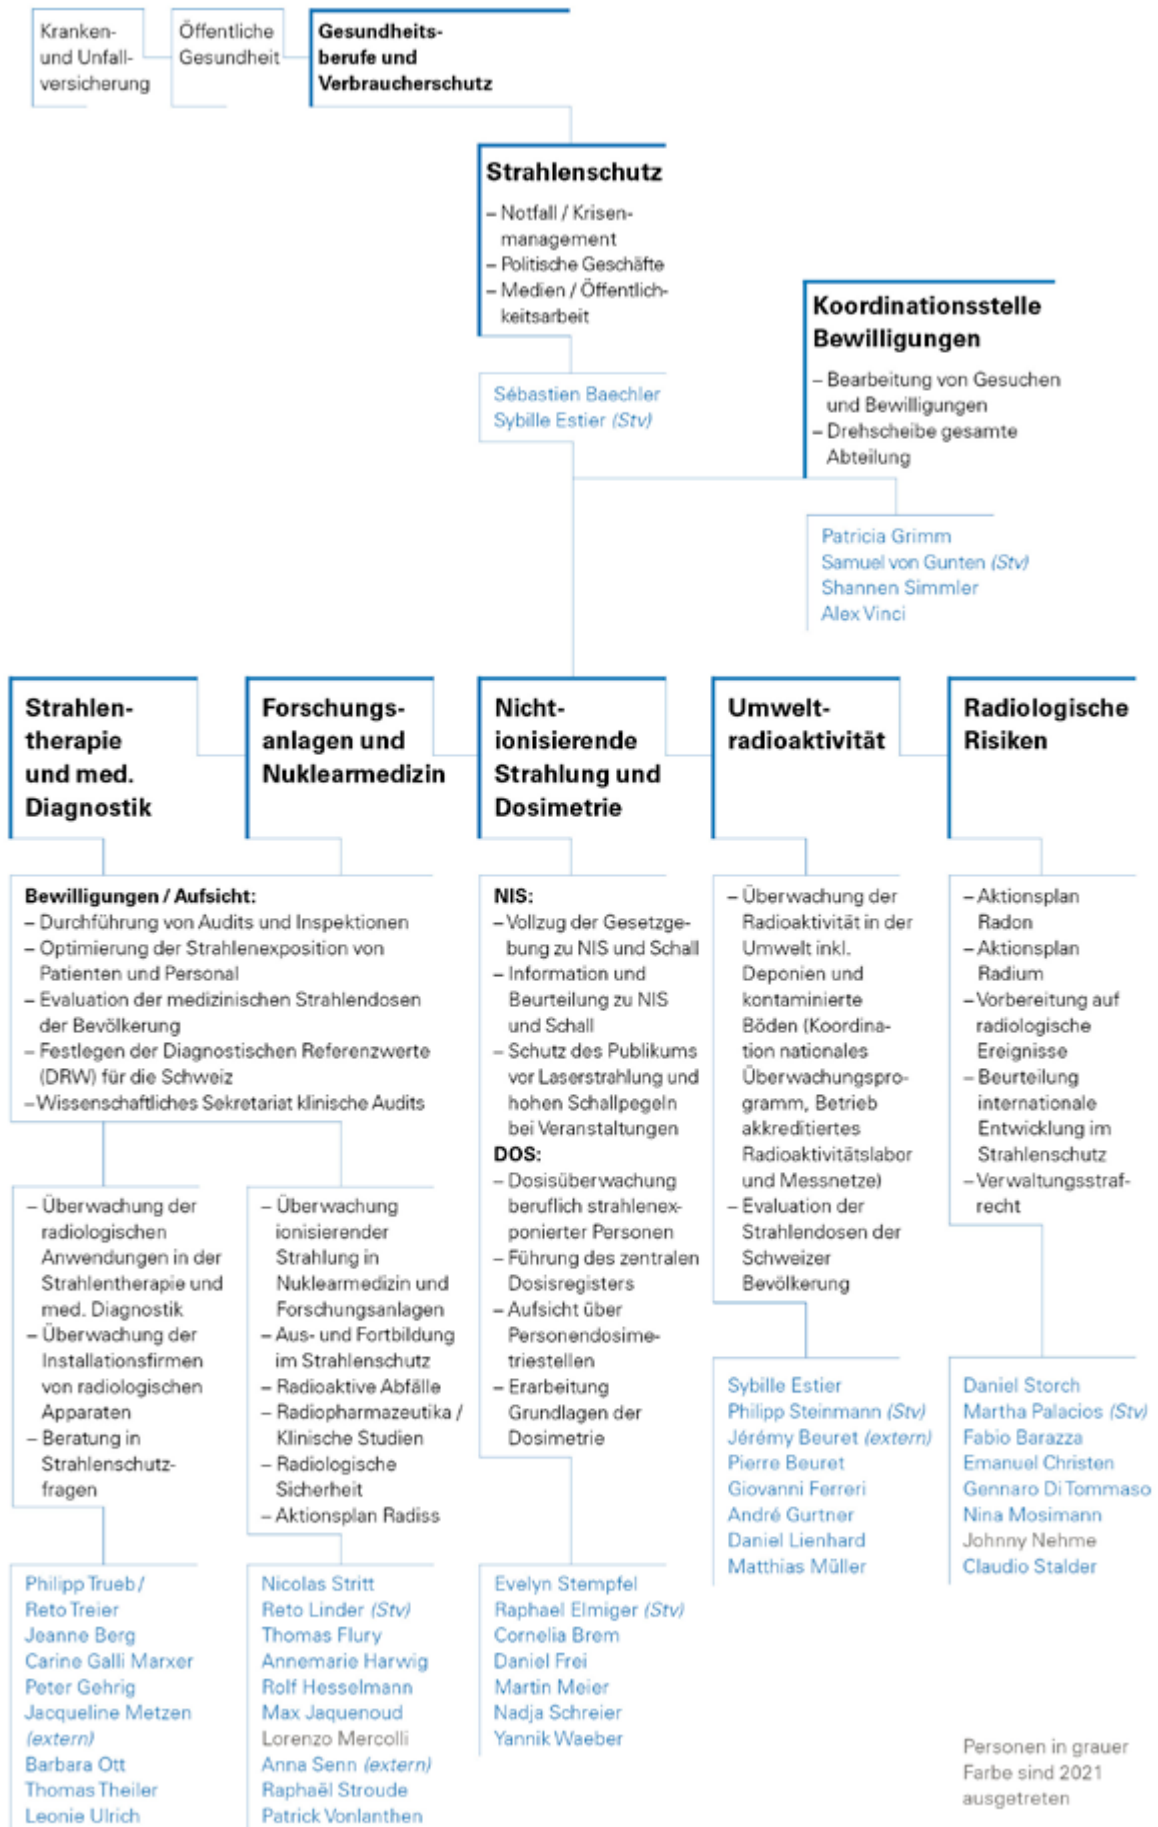 Kranken-
und Unfall-
versicherung
Öffentliche
Gesundheit
Gesundheits-
berufe und
Verbraucherschutz
Strahlenschutz
– Notfall / Krisen-
management
– Politische Geschäfte
– Medien / Öffentlich-
keitsarbeit
Sébastien Baechler
Sybille Estier (Stv)
Koordinationsstelle
Bewilligungen
– Bearbeitung von Gesuchen
und Bewilligungen
– Drehscheibe gesamte
Abteilung
Patricia Grimm
Samuel von Gunten (Stv)
Shannen Simmler
Alex Vinci
Strahlen-
therapie
und med.
Diagnostik
Forschungs-
anlagen und
Nuklearmedizin
Nicht-
ionisierende
Strahlung und
Dosimetrie
Umwelt-
radioaktivität
Radiologische
Risiken
Bewilligungen / Aufsicht:
– Durchführung von Audits und Inspektionen
– Optimierung der Strahlenexposition von
Patienten und Personal
– Evaluation der medizinischen Strahlendosen
der Bevölkerung
– Festlegen der Diagnostischen Referenzwerte
(DRW) für die Schweiz
– Wissenschaftliches Sekretariat klinische Audits
– Überwachung der
radiologischen
Anwendungen in der
Strahlentherapie und
med. Diagnostik
– Überwachung der
Installationsfirmen
von radiologischen
Apparaten
– Beratung in
Strahlenschutz-
fragen
Philipp Trueb /
Reto Treier
Jeanne Berg
Carine Galli Marxer
Peter Gehrig
Jacqueline Metzen
(extern)
Barbara Ott
Thomas Theiler
Leonie Ulrich
– Überwachung
ionisierender
Strahlung in
Nuklearmedizin und
Forschungsanlagen
– Aus- und Fortbildung
im Strahlenschutz
– Radioaktive Abfälle
– Radiopharmazeutika /
Klinische Studien
– Radiologische
Sicherheit
– Aktionsplan Radiss
Nicolas Stritt
Reto Linder (Stv)
Thomas Flury
Annemarie Harwig
Rolf Hesselmann
Max Jaquenoud
Lorenzo Mercolli
Anna Senn (extern)
Raphaël Stroude
Patrick Vonlanthen
NIS:
– Vollzug der Gesetzge-
bung zu NIS und Schall
– Information und
Beurteilung zu NIS
und Schall
– Schutz des Publikums
vor Laserstrahlung und
hohen Schallpegeln
bei Veranstaltungen
DOS:
– Dosisüberwachung
beruflich strahlenex-
ponierter Personen
– Führung des zentralen
Dosisregisters
– Aufsicht über
Personendosime-
triestellen
– Erarbeitung
Grundlagen der
Dosimetrie
Evelyn Stempfel
Raphael Elmiger (Stv)
Cornelia Brem
Daniel Frei
Martin Meier
Nadja Schreier
Yannik Waeber
– Überwachung der
Radioaktivität in der
Umwelt inkl.
Deponien und
kontaminierte
Böden (Koordina-
tion nationales
Überwachungspro-
gramm, Betrieb
akkreditiertes
Radioaktivitätslabor
und Messnetze)
– Evaluation der
Strahlendosen der
Schweizer
Bevölkerung
Sybille Estier
Philipp Steinmann (Stv)
Jérémy Beuret (extern)
Pierre Beuret
Giovanni Ferreri
André Gurtner
Daniel Lienhard
Matthias Müller
– Aktionsplan
Radon
– Aktionsplan
Radium
– Vorbereitung auf
radiologische
Ereignisse
– Beurteilung
internationale
Entwicklung im
Strahlenschutz
– Verwaltungsstraf-
recht
Daniel Storch
Martha Palacios (Stv)
Fabio Barazza
Emanuel Christen
Gennaro Di Tommaso
Nina Mosimann
Johnny Nehme
Claudio Stalder
Personen in grauer
Farbe sind 2021
ausgetreten